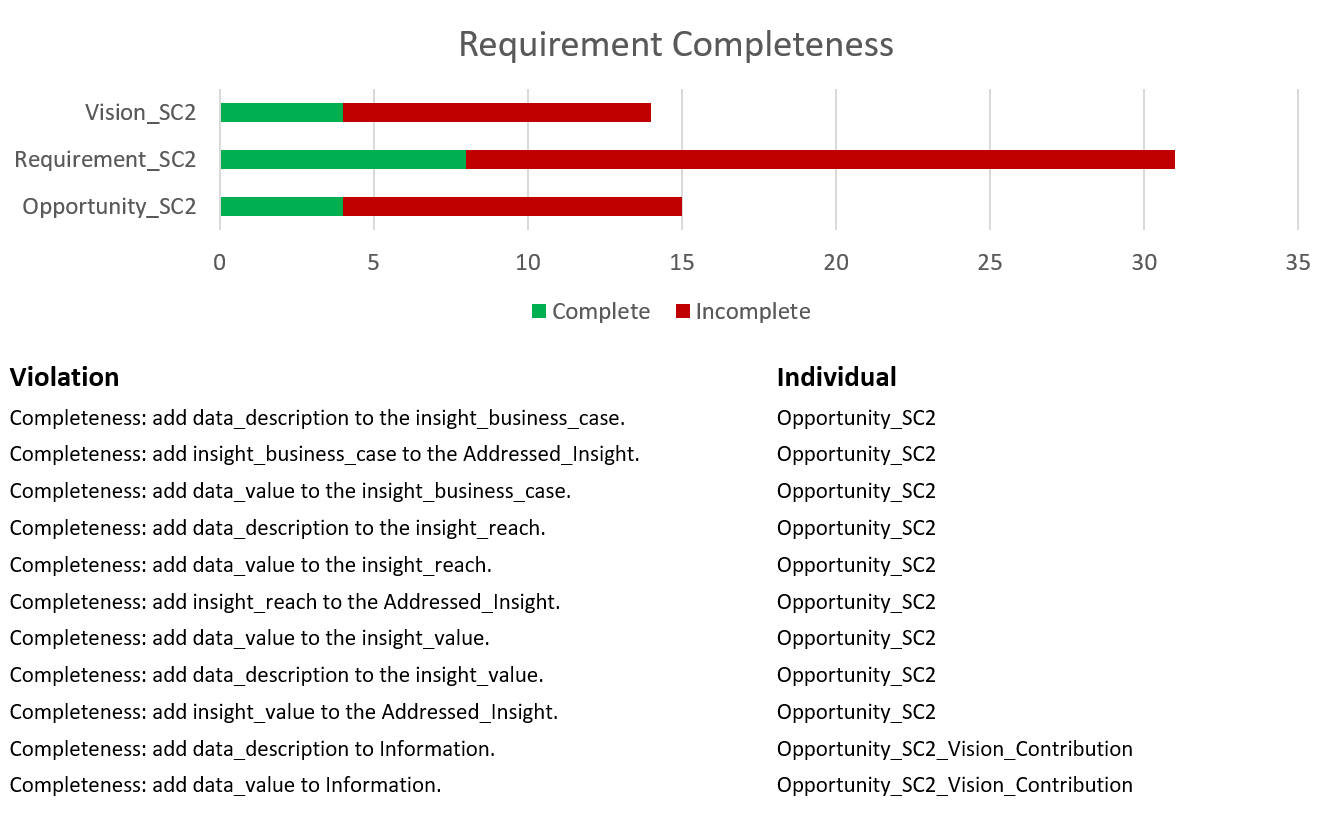 Requirement Completeness
Vision_SC2
Requirement_SC2
Opportunity_SC2
0 5 10 15 20 25 30 35
Complete Incomplete
Violation Individual
Completeness: add data_description to the insight_business_case. Opportunity_SC2
Completeness: add insight_business_case to the Addressed_Insight. Opportunity_SC2
Completeness: add data_value to the insight_business_case. Opportunity_SC2
Completeness: add data_description to the insight_reach. Opportunity_SC2
Completeness: add data_value to the insight_reach. Opportunity_SC2
Completeness: add insight_reach to the Addressed_Insight. Opportunity_SC2
Completeness: add data_value to the insight_value. Opportunity_SC2
Completeness: add data_description to the insight_value. Opportunity_SC2
Completeness: add insight_value to the Addressed_Insight. Opportunity_SC2
Completeness: add data_description to Information. Opportunity_SC2_Vision_Contribution
Completeness: add data_value to Information. Opportunity_SC2_Vision_Contribution